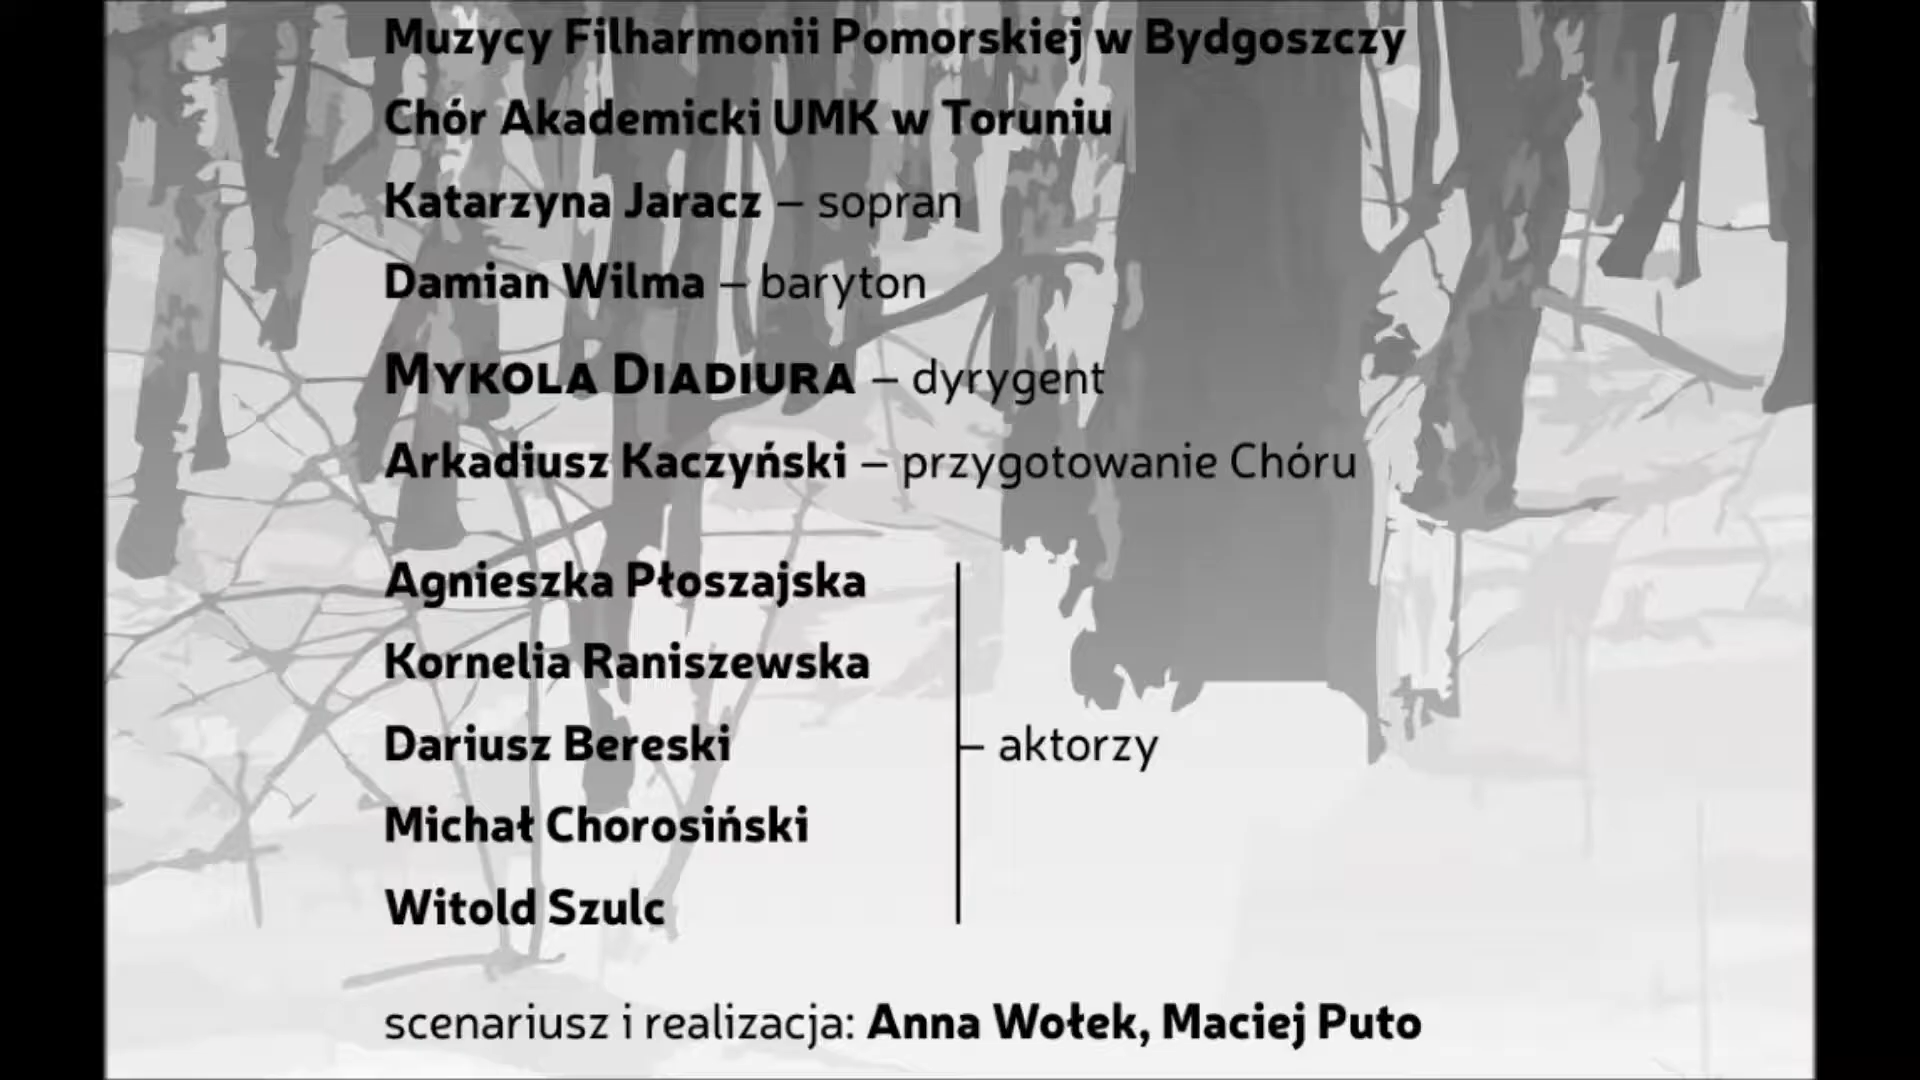 Muzycy Filharmonii Pomorskiej w Bydgoszczy
Chór Akademicki UMK w Toruniu
Katarzyna Jaracz – sopran
Damian Wilma – baryton
MYKOLA DIADIURA – dyrygent
Arkadiusz Kaczyński – przygotowanie Chóru
Agnieszka Płoszajska
Kornelia Raniszewska
Dariusz Bereski – aktorzy
Michał Chorosiński
Witold Szulc
scenariusz i realizacja: Anna Wołek, Maciej Puto